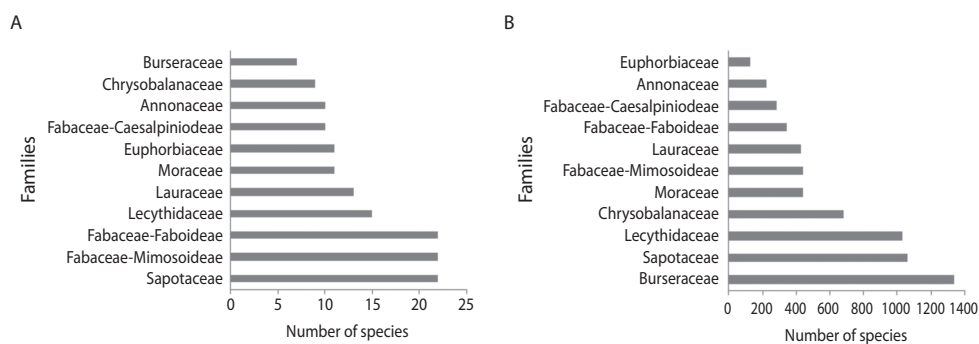 A
Families
Burseraceae
Chrysobalanaceae
Annonaceae
Fabaceae-Caesalpiniodeae
Euphorbiaceae
Moraceae
Lauraceae
Lecythidaceae
Fabaceae-Faboideae
Fabaceae-Mimosoideae
Sapotaceae
0 5 10 15 20 25
Number of species
B
Families
Euphorbiaceae
Annonaceae
Fabaceae-Caesalpiniodeae
Fabaceae-Faboideae
Lauraceae
Fabaceae-Mimosoideae
Moraceae
Chrysobalanaceae
Lecythidaceae
Sapotaceae
Burseraceae
0 200 400 600 800 1000 1200 1400
Number of species